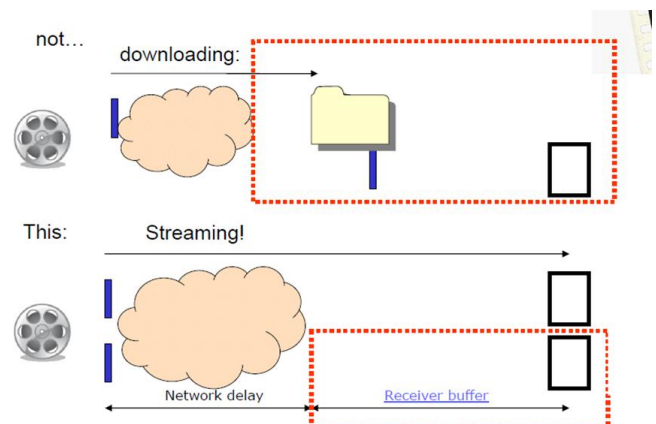 not…
downloading:
This:
Streaming!
Network delay
Receiver buffer